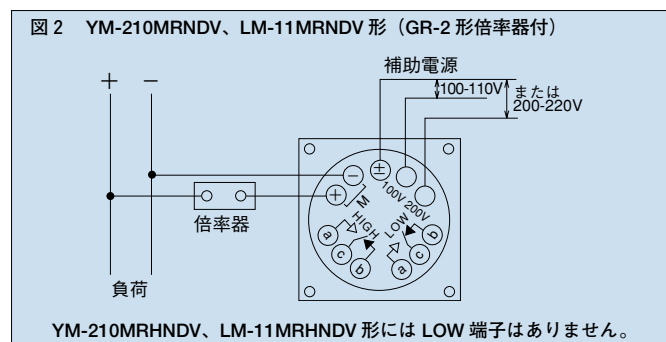 図2 YM-210MRNDV、LM-11MRNDV 形（GR-2 形倍率器付）
補助電源
+ −
100-110V
または
200-220V
− ± 100V 200V
+ M
倍率器
HIGH LOW
a c b
a c b
負荷
YM-210MRHNDV、LM-11MRHNDV 形には LOW 端子はありません。